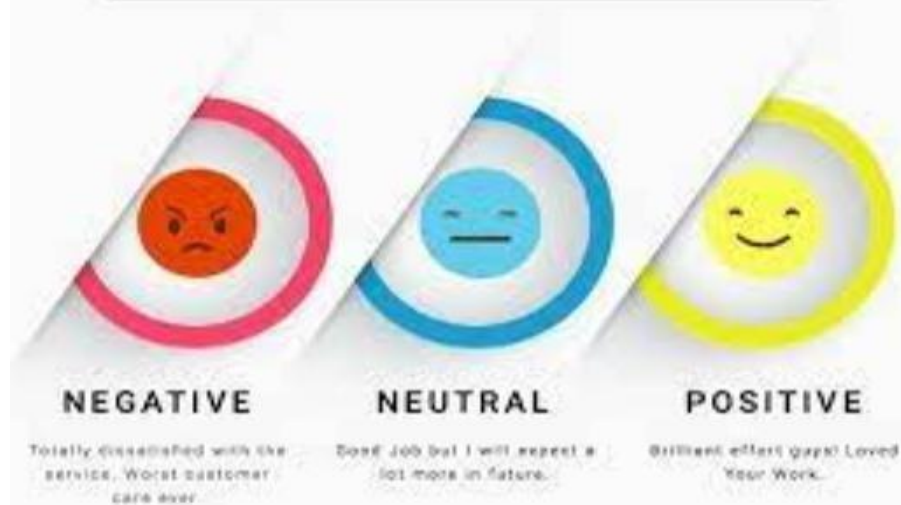 NEGATIVE
Totally dissatisfied with the
service. Worst customer
care ever
NEUTRAL
Good Job but I will expect a
lot more in future.
POSITIVE
Brilliant effort guys! Loved
Your Work.